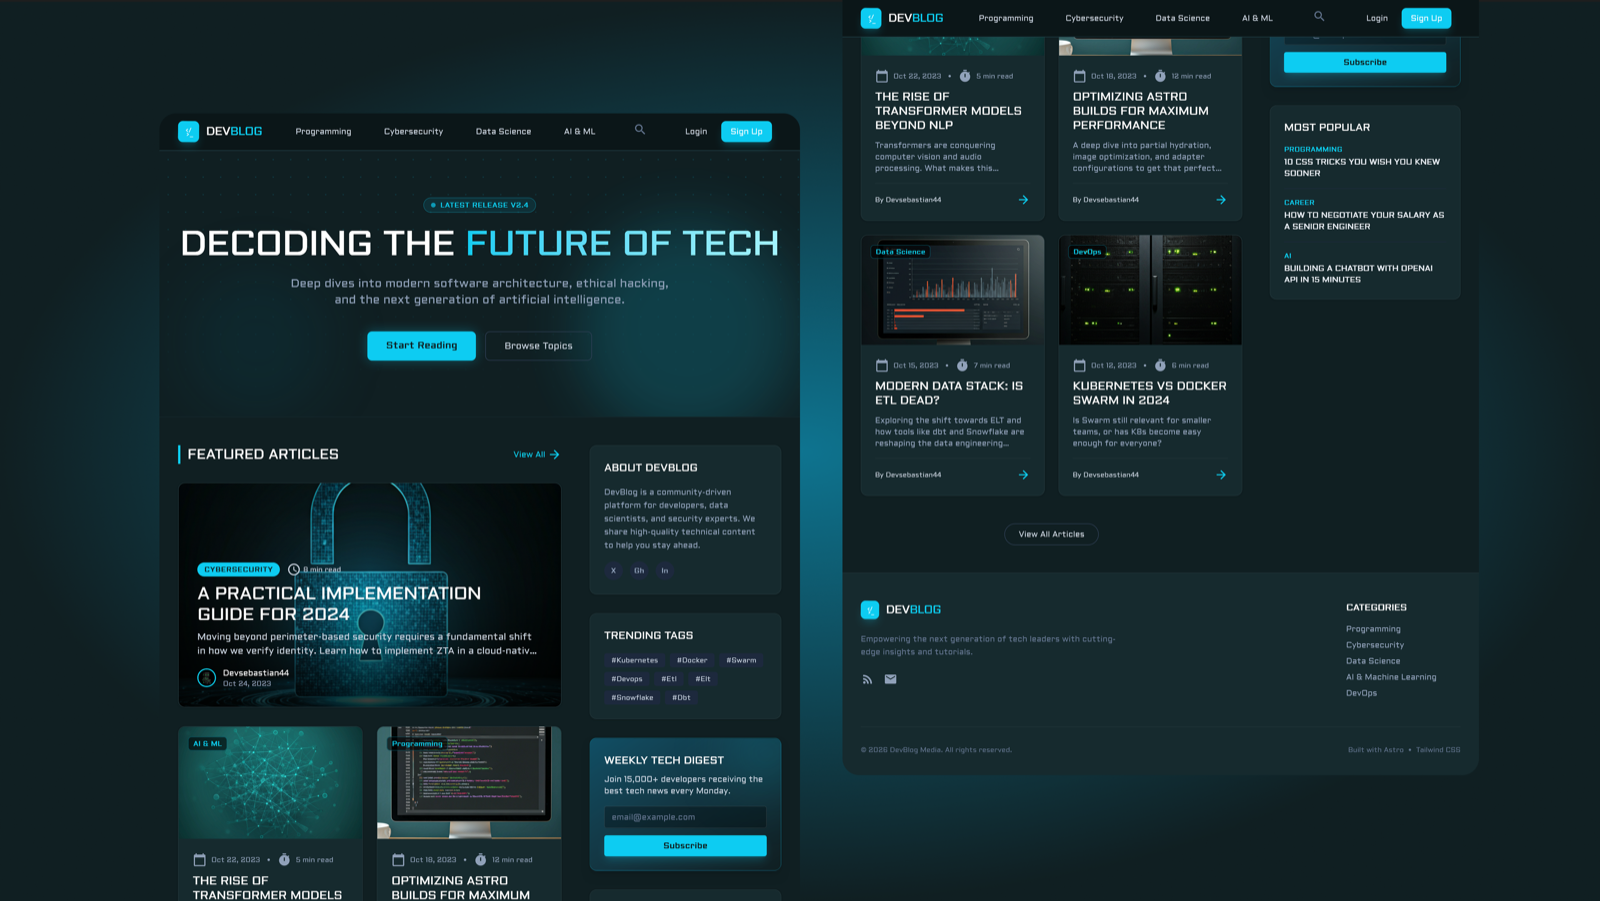 DEVBLOG
Programming
Cybersecurity
Data Science
AI & ML
Login
Sign Up
LATEST RELEASE V2.4
DECODING THE FUTURE OF TECH
Deep dives into modern software architecture, ethical hacking,
and the next generation of artificial intelligence.
Start Reading
Browse Topics
FEATURED ARTICLES
View All
CYBERSECURITY
8 min read
A PRACTICAL IMPLEMENTATION
GUIDE FOR 2024
Moving beyond perimeter-based security requires a fundamental shift
in how we verify identity. Learn how to implement ZTA in a cloud-nativ...
Devsebastian44
Oct 24, 2023
AI & ML
Oct 22, 2023 • 5 min read
THE RISE OF
TRANSFORMER MODELS
Programming
Oct 18, 2023 • 12 min read
OPTIMIZING ASTRO
BUILDS FOR MAXIMUM
ABOUT DEVBLOG
DevBlog is a community-driven
platform for developers, data
scientists, and security experts. We
share high-quality technical content
to help you stay ahead.
X
Gh
In
TRENDING TAGS
#Kubernetes
#Docker
#Swarm
#Devops
#Etl
#Elt
#Snowflake
#Dbt
WEEKLY TECH DIGEST
Join 15,000+ developers receiving the
best tech news every Monday.
email@example.com
Subscribe
DEVBLOG
Programming
Cybersecurity
Data Science
AI & ML
Login
Sign Up
Oct 22, 2023 • 5 min read
THE RISE OF
TRANSFORMER MODELS
BEYOND NLP
Transformers are conquering
computer vision and audio
processing. What makes this...
By Devsebastian44
Oct 18, 2023 • 12 min read
OPTIMIZING ASTRO
BUILDS FOR MAXIMUM
PERFORMANCE
A deep dive into partial hydration,
image optimization, and adapter
configurations to get that perfect...
By Devsebastian44
Data Science
Oct 15, 2023 • 7 min read
MODERN DATA STACK: IS
ETL DEAD?
Exploring the shift towards ELT and
how tools like dbt and Snowflake are
reshaping the data engineering...
By Devsebastian44
DevOps
Oct 12, 2023 • 6 min read
KUBERNETES VS DOCKER
SWARM IN 2024
Is Swarm still relevant for smaller
teams, or has K8s become easy
enough for everyone?
By Devsebastian44
View All Articles
Subscribe
MOST POPULAR
PROGRAMMING
10 CSS TRICKS YOU WISH YOU KNEW
SOONER
CAREER
HOW TO NEGOTIATE YOUR SALARY AS
A SENIOR ENGINEER
AI
BUILDING A CHATBOT WITH OPENAI
API IN 15 MINUTES
DEVBLOG
Empowering the next generation of tech leaders with cutting-
edge insights and tutorials.
CATEGORIES
Programming
Cybersecurity
Data Science
AI & Machine Learning
DevOps
© 2026 DevBlog Media. All rights reserved.
Built with Astro • Tailwind CSS